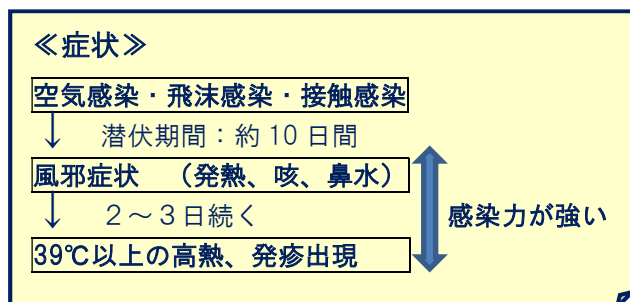 ≪症状≫
空気感染・飛沫感染・接触感染
潜伏期間：約10日間
風邪症状　（発熱、咳、鼻水）
２～３日続く
感染力が強い
39℃以上の高熱、発疹出現